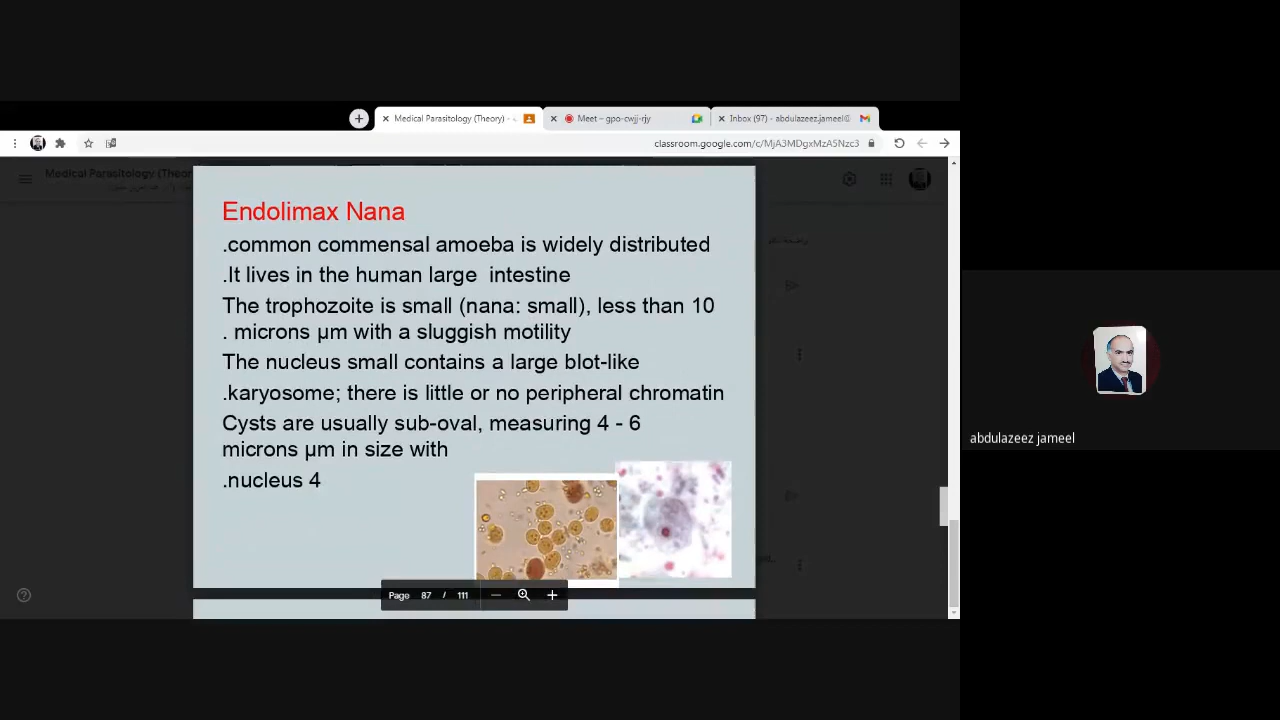 Medical Parasitology (Theory) -
Meet – gpo-cwjj-rjy
Inbox (97) - abdulazeez.jameel@
classroom.google.com/c/MjA3MDgxMzA5Nzc3
Medical Parasitology (Theor
Endolimax Nana
.common commensal amoeba is widely distributed
.It lives in the human large intestine
The trophozoite is small (nana: small), less than 10
. microns µm with a sluggish motility
The nucleus small contains a large blot-like
.karyosome; there is little or no peripheral chromatin
Cysts are usually sub-oval, measuring 4 - 6
microns µm in size with
.nucleus 4
Page 87 / 111
abdulazeez jameel